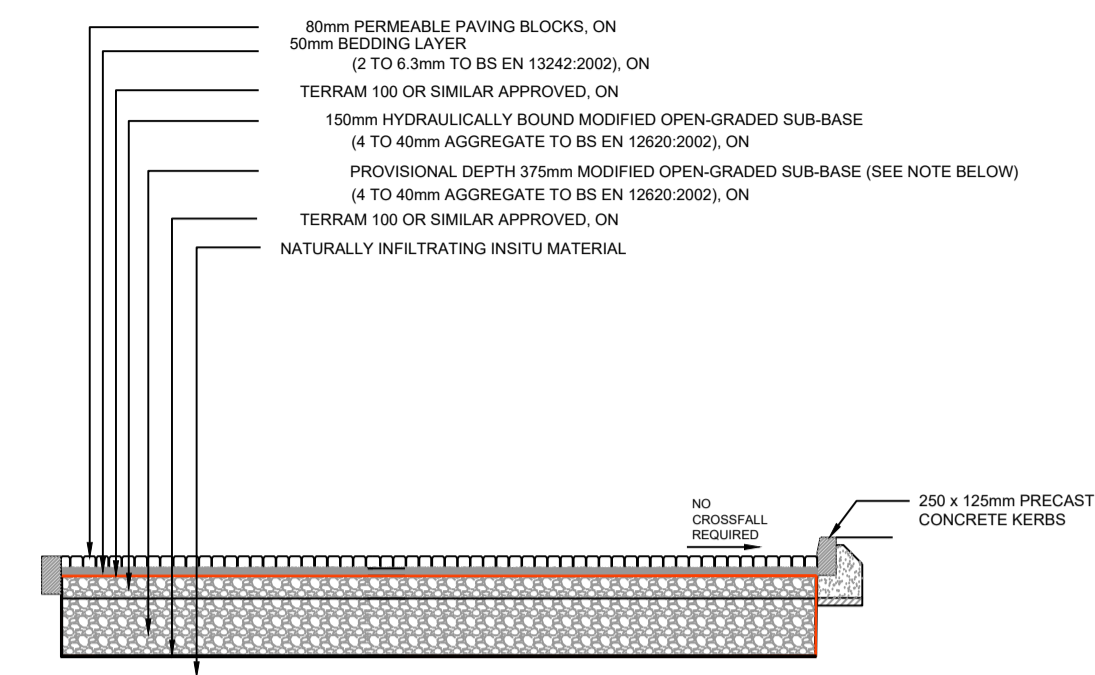 80mm PERMEABLE PAVING BLOCKS, ON
50mm BEDDING LAYER
(2 TO 6.3mm TO BS EN 13242:2002), ON
TERRAM 100 OR SIMILAR APPROVED, ON
150mm HYDRAULICALLY BOUND MODIFIED OPEN-GRADED SUB-BASE
(4 TO 40mm AGGREGATE TO BS EN 12620:2002), ON
PROVISIONAL DEPTH 375mm MODIFIED OPEN-GRADED SUB-BASE (SEE NOTE BELOW)
(4 TO 40mm AGGREGATE TO BS EN 12620:2002), ON
TERRAM 100 OR SIMILAR APPROVED, ON
NATURALLY INFILTRATING INSITU MATERIAL
NO
CROSSFALL
REQUIRED
250 x 125mm PRECAST
CONCRETE KERBS